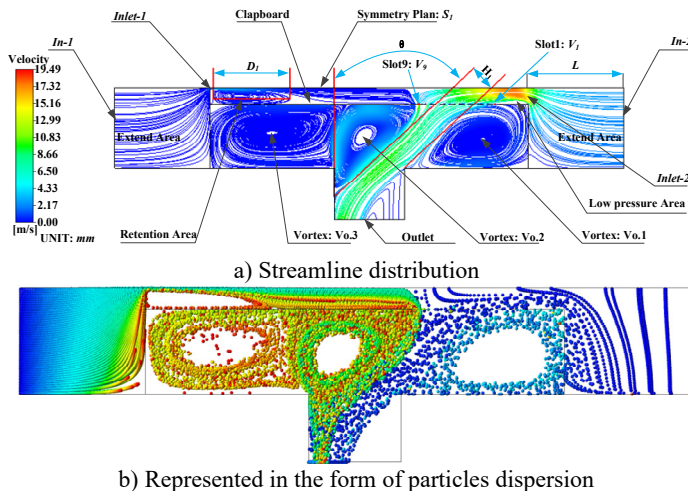 Inlet-1
Clapboard
Symmetry Plan: S1
In-1
Velocity
D1
θ
Slot9: V9
H1
Slot1: V1
L
19.49
17.32
15.16
12.99
10.83
8.66
6.50
4.33
2.17
0.00
[m/s]
UNIT: mm
Extend Area
Extend Area
Inlet-2
Low pressure Area
Retention Area
Vortex: Vo.3
Outlet
Vortex: Vo.2
Vortex: Vo.1
a) Streamline distribution
b) Represented in the form of particles dispersion